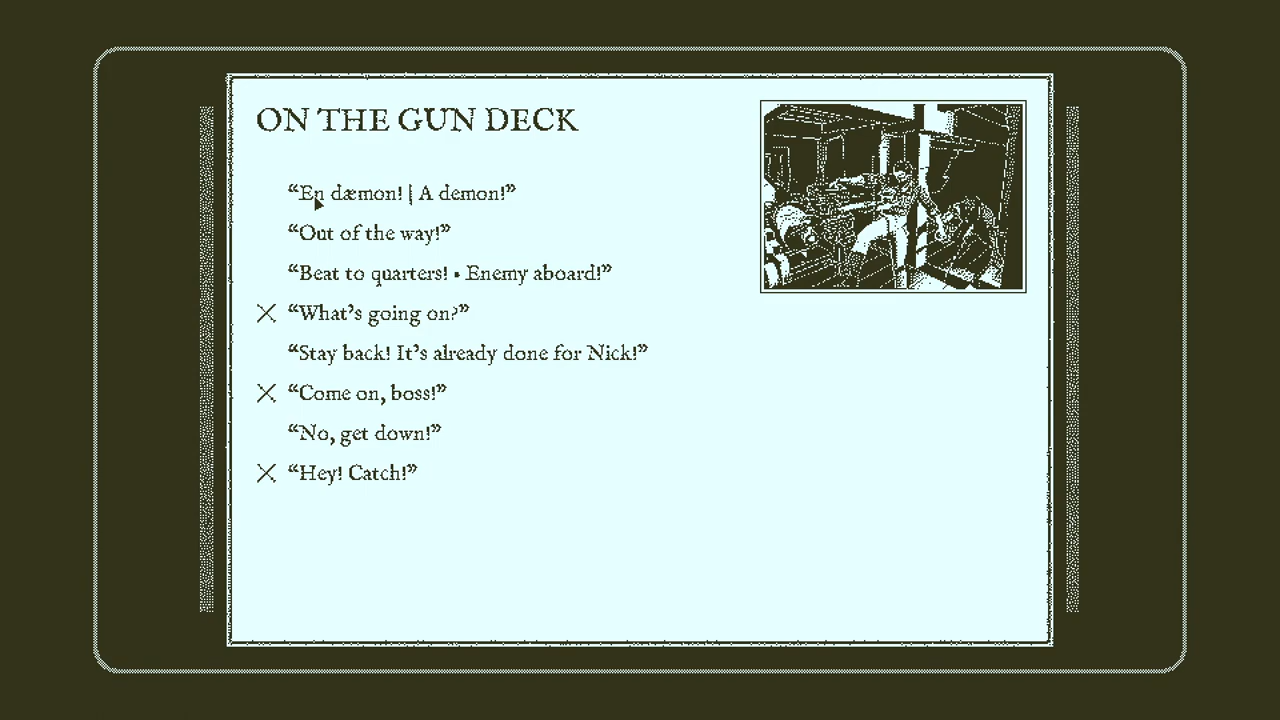 ON THE GUN DECK
“En dæmon! | A demon!”
“Out of the way!”
“Beat to quarters! • Enemy aboard!”
“What’s going on?”
“Stay back! It’s already done for Nick!”
“Come on, boss!”
“No, get down!”
“Hey! Catch!”